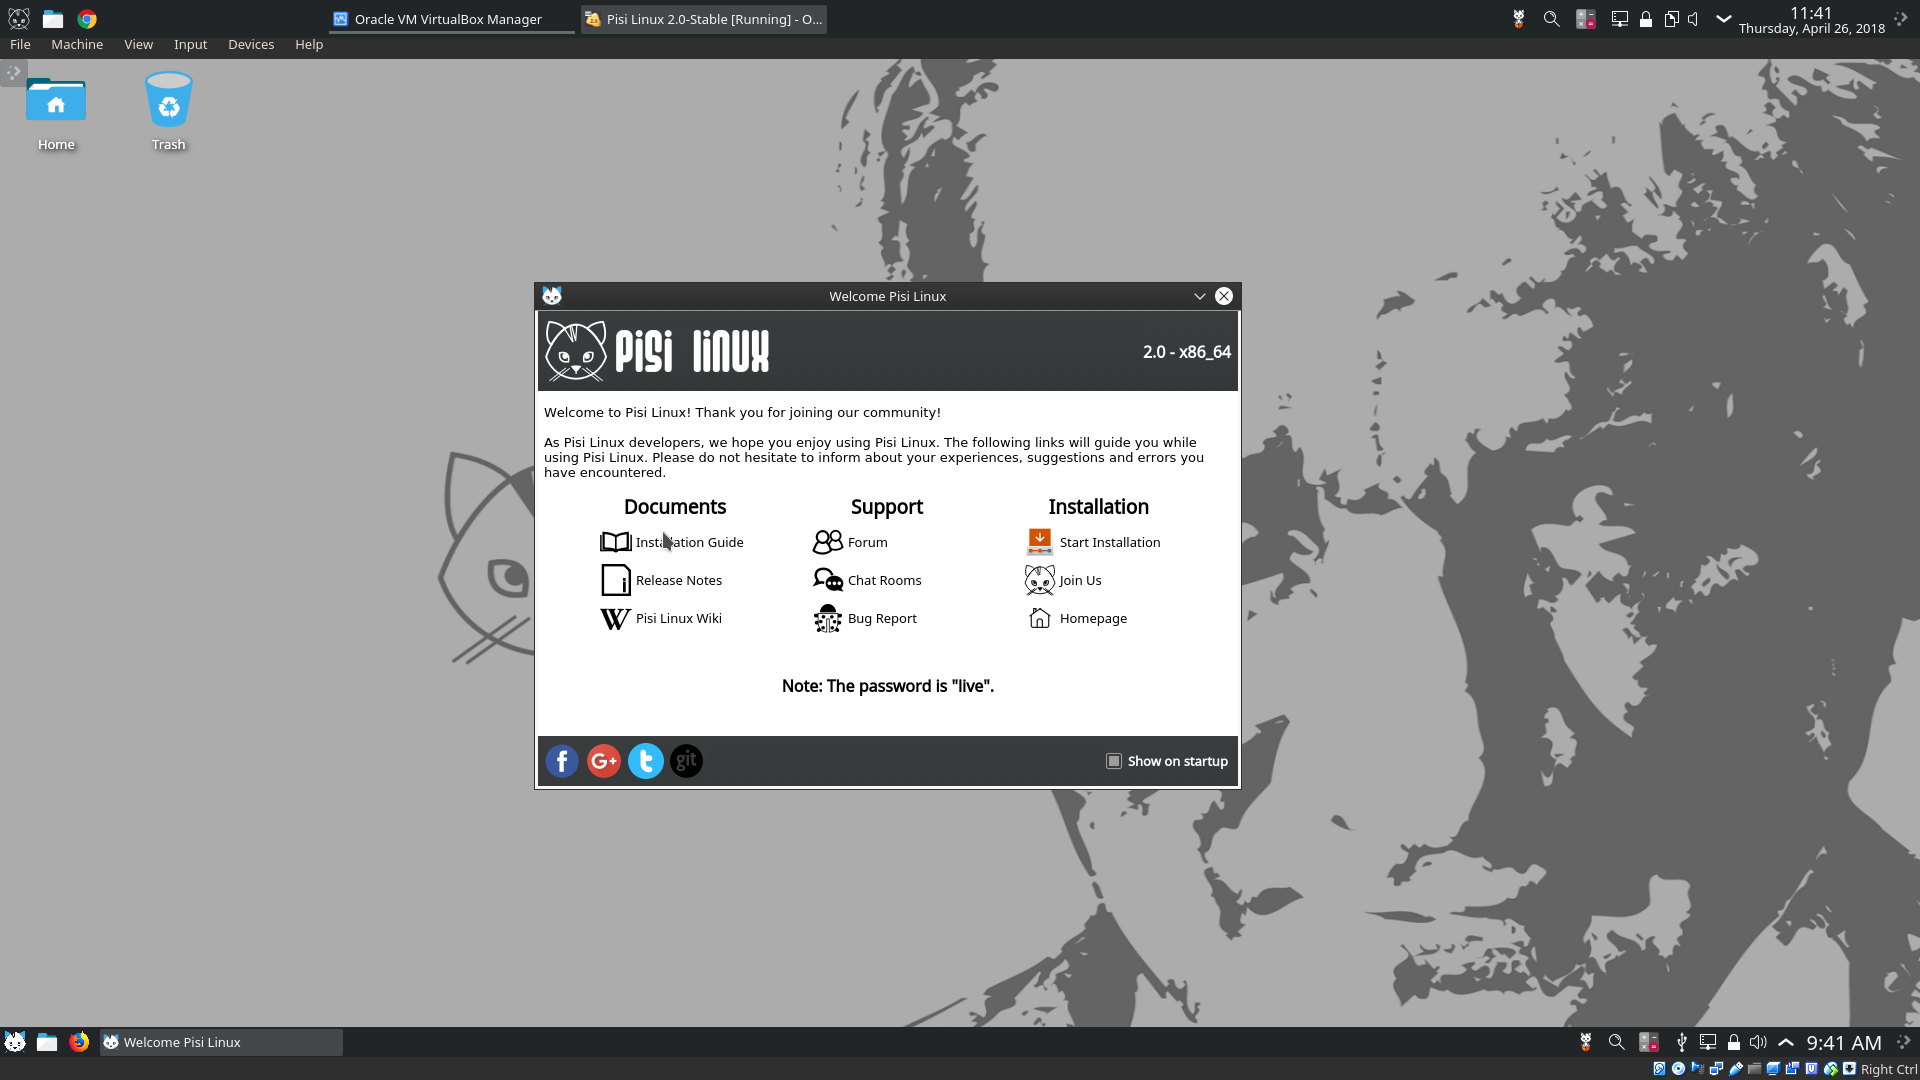 Oracle VM VirtualBox Manager
Pisi Linux 2.0-Stable [Running] - O...
11:41
Thursday, April 26, 2018
File Machine View Input Devices Help
Home
Trash
Welcome Pisi Linux
PiSi liNUX
2.0 - x86_64
Welcome to Pisi Linux! Thank you for joining our community!
As Pisi Linux developers, we hope you enjoy using Pisi Linux. The following links will guide you while
using Pisi Linux. Please do not hesitate to inform about your experiences, suggestions and errors you
have encountered.
Documents
Installation Guide
Release Notes
Pisi Linux Wiki
Support
Forum
Chat Rooms
Bug Report
Installation
Start Installation
Join Us
Homepage
Note: The password is "live".
f G+ t git
Show on startup
Welcome Pisi Linux
9:41 AM
Right Ctrl